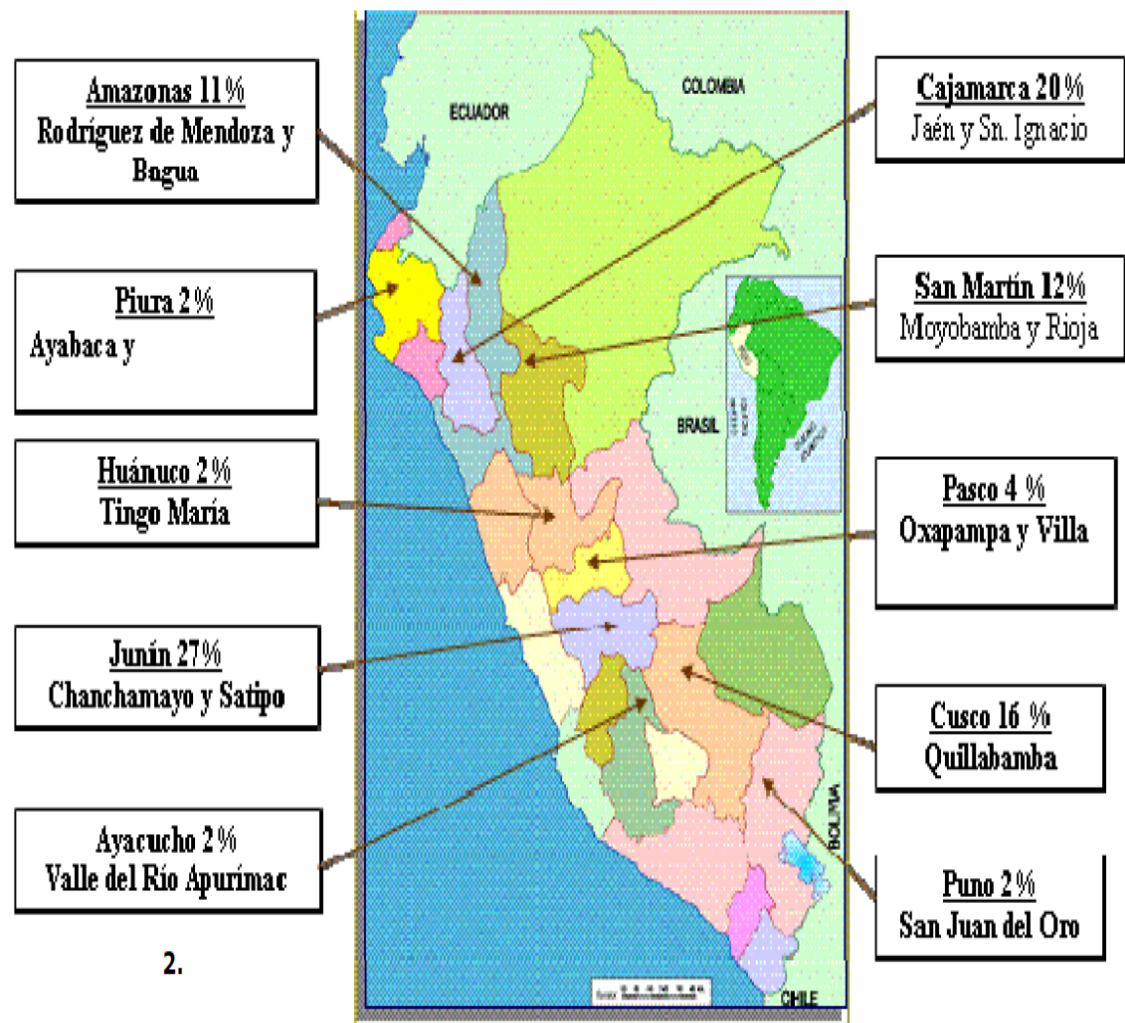 Amazonas 11%
Rodríguez de Mendoza y
Bagua
Piura 2%
Ayabaca y
Huánuco 2%
Tingo María
Junín 27%
Chanchamayo y Satipo
Ayacucho 2%
Valle del Río Apurímac
2.
ECUADOR
COLOMBIA
BRASIL
BOLIVIA
CHILE
Cajamarca 20%
Jaén y Sn. Ignacio
San Martín 12%
Moyobamba y Rioja
Pasco 4 %
Oxapampa y Villa
Cusco 16 %
Quillabamba
Puno 2%
San Juan del Oro